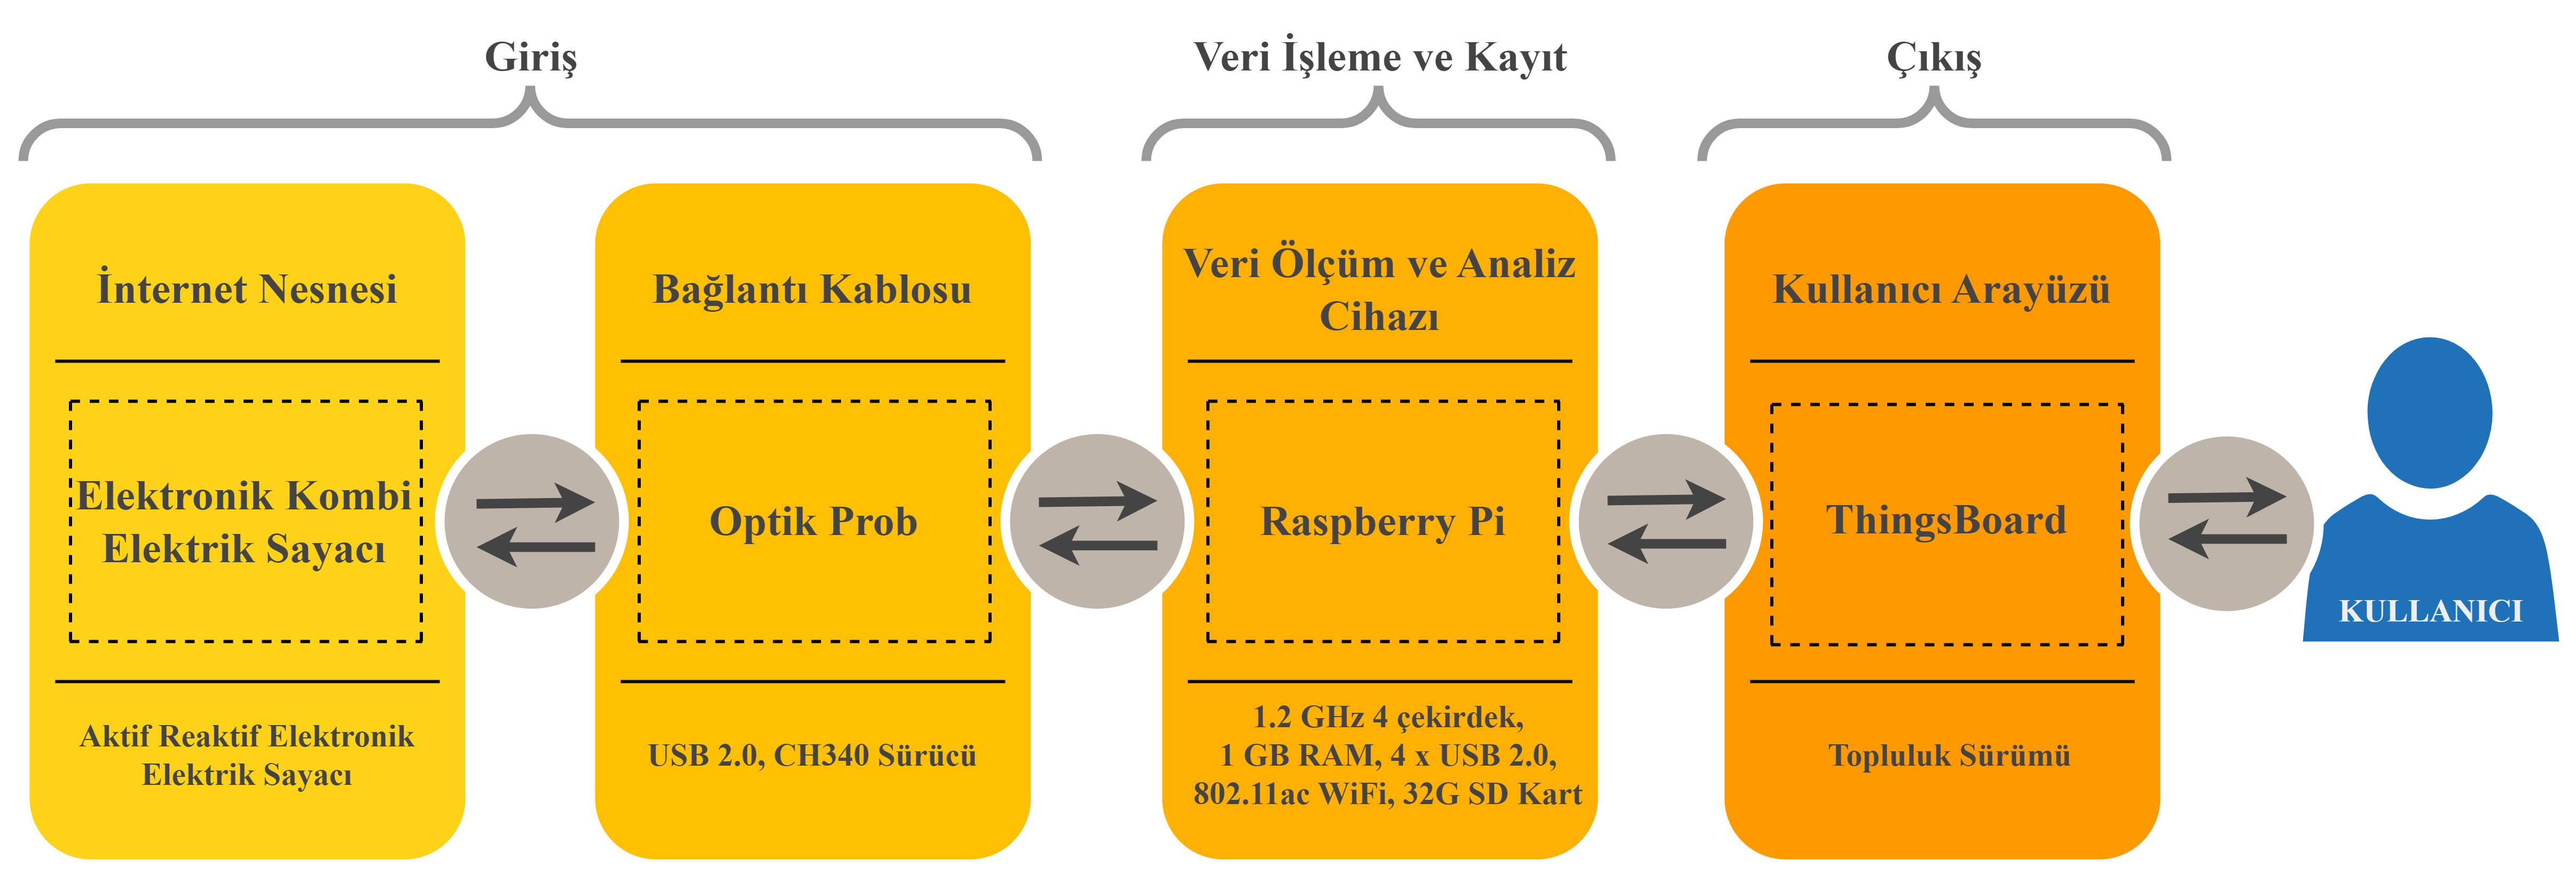 Giriş
Veri İşleme ve Kayıt
Çıkış
İnternet Nesnesi
Elektronik Kombi
Elektrik Sayacı
Aktif Reaktif Elektronik
Elektrik Sayacı
Bağlantı Kablosu
Optik Prob
USB 2.0, CH340 Sürücü
Veri Ölçüm ve Analiz
Cihazı
Raspberry Pi
1.2 GHz 4 çekirdek,
1 GB RAM, 4 x USB 2.0,
802.11ac WiFi, 32G SD Kart
Kullanıcı Arayüzü
ThingsBoard
Topluluk Sürümü
KULLANICI